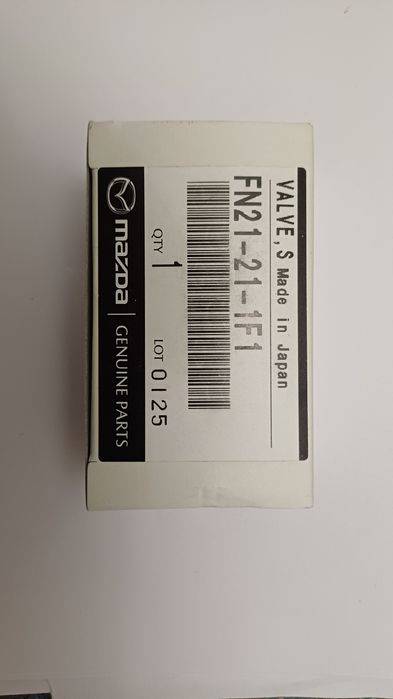 VALVE, S Made in Japan
FN21-21-1F1
QTY 1 LOT 0125
mazda GENUINE PARTS